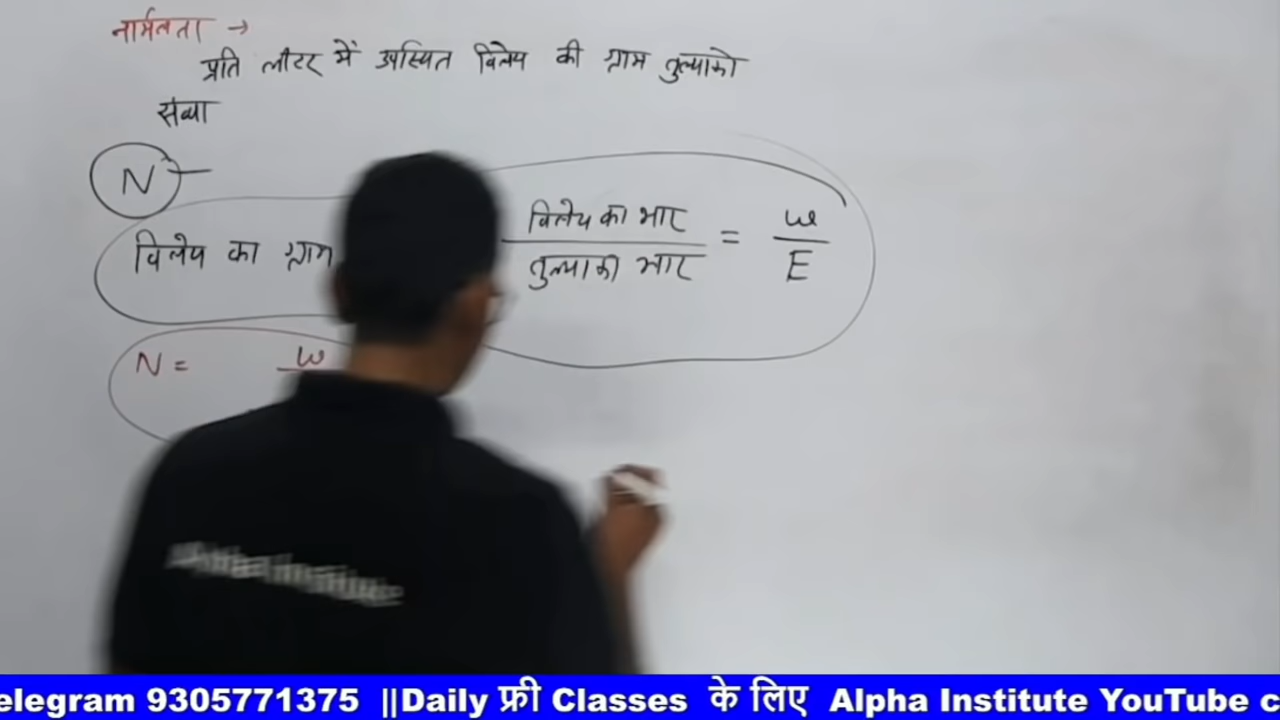 नार्मलता →
प्रति लीटर में उपस्थित विलेय की ग्राम तुल्याको
संख्या
N
विलेय का ग्राम
विलेय का भार
तुल्याकी भार
= w
E
N = w
elegram 9305771375 ||Daily फ्री Classes के लिए Alpha Institute YouTube c